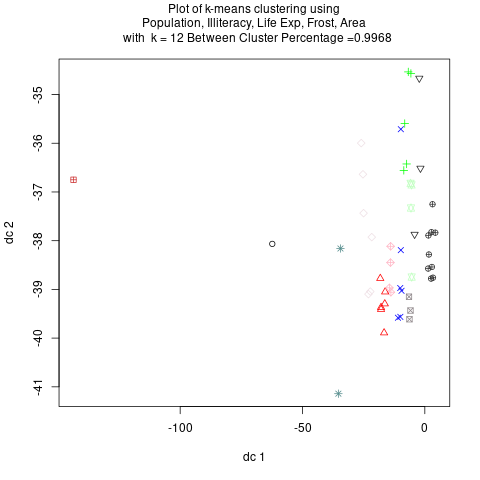 Plot of k-means clustering using
Population, Illiteracy, Life Exp, Frost, Area
with  k = 12 Between Cluster Percentage =0.9968
-35
-36
-37
-38
-39
-40
-41
dc 2
-100
-50
0
dc 1